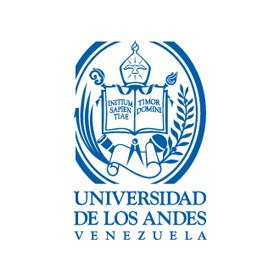 INITIUM TIMOR
SAPIEN DOMINI
TIAE
UNIVERSIDAD
DE LOS ANDES
VENEZUELA